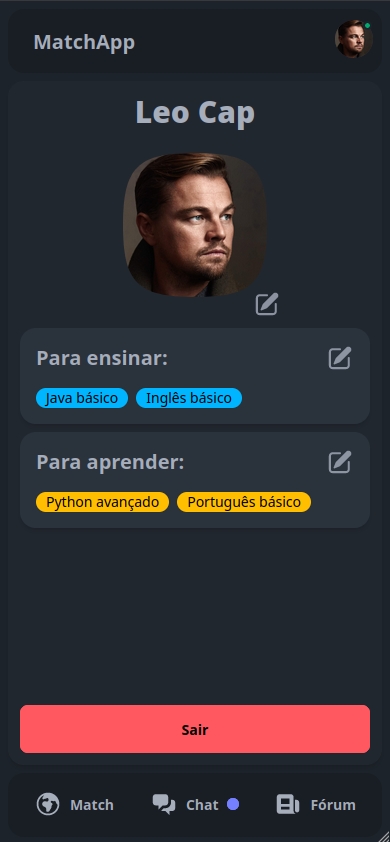 MatchApp
Leo Cap
Para ensinar:
Java básico Inglês básico
Para aprender:
Python avançado Português básico
Sair
Match Chat Fórum